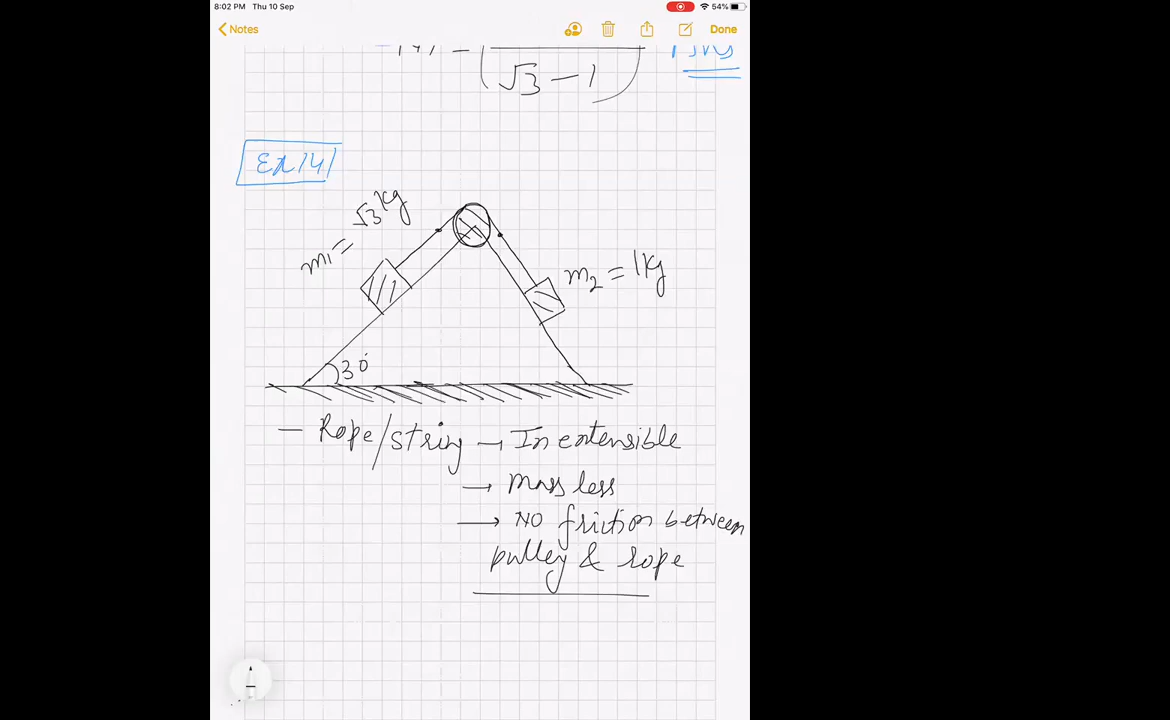 8:02 PM Thu 10 Sep
54%
Notes
Done
√3 – 1
Ex 14
m1 = √3 kg
m2 = 1kg
30°
– Rope/string → Inextensible
→ Mass less
→ NO friction between
pulley & rope